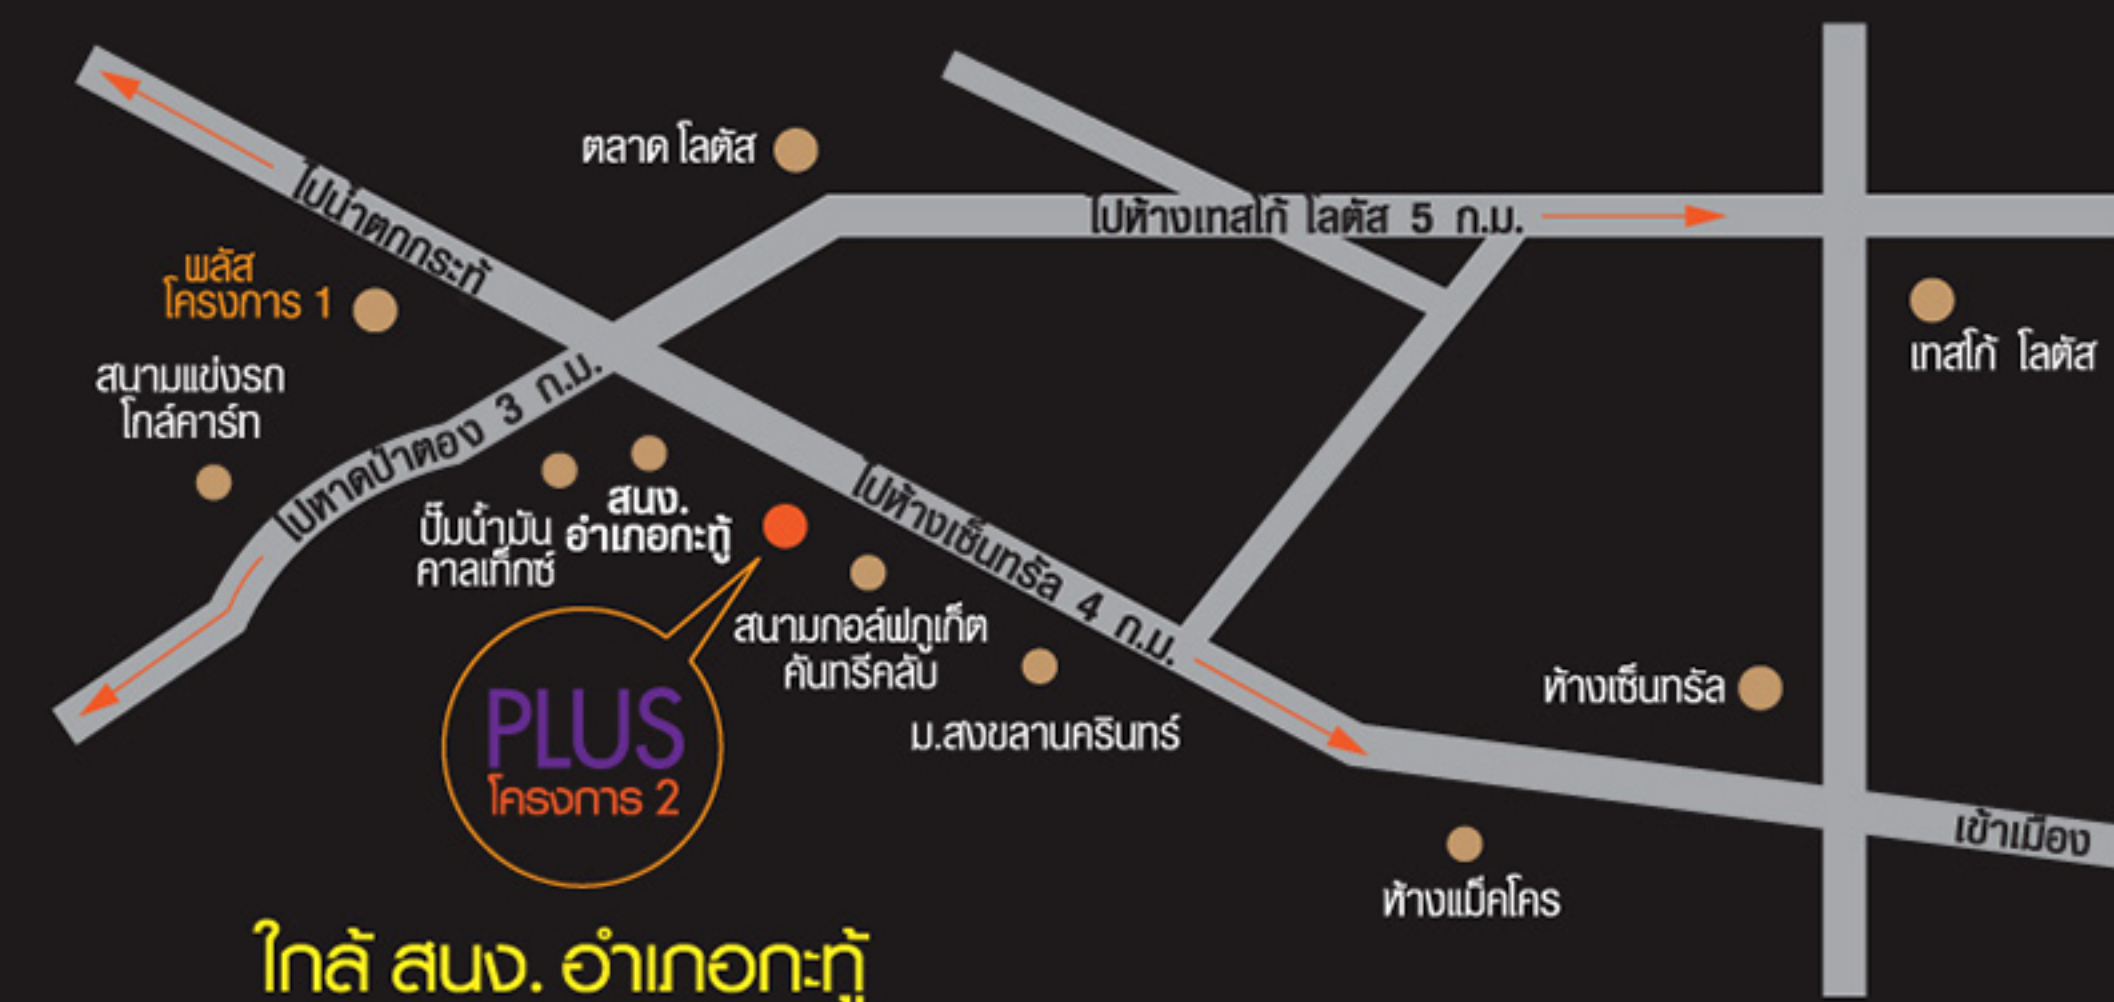 ตลาด โลตัส
ไปน้ำตกกระทู้
ไปห้างเทสโก้ โลตัส 5 ก.ม.
พลัส
โครงการ 1
เทสโก้ โลตัส
สนามแข่งรถ
โกล์คาร์ท
ไปหาดป่าตอง 3 ก.ม.
ปั๊มน้ำมัน
คาลเท็กซ์
สนง.
อำเภอกะทู้
ไปห้างเซ็นทรัล 4 ก.ม.
สนามกอล์ฟภูเก็ต
คันทรีคลับ
ม.สงขลานครินทร์
ห้างเซ็นทรัล
PLUS
โครงการ 2
ห้างแม็คโคร
เข้าเมือง
ใกล้ สนง. อำเภอกะทู้